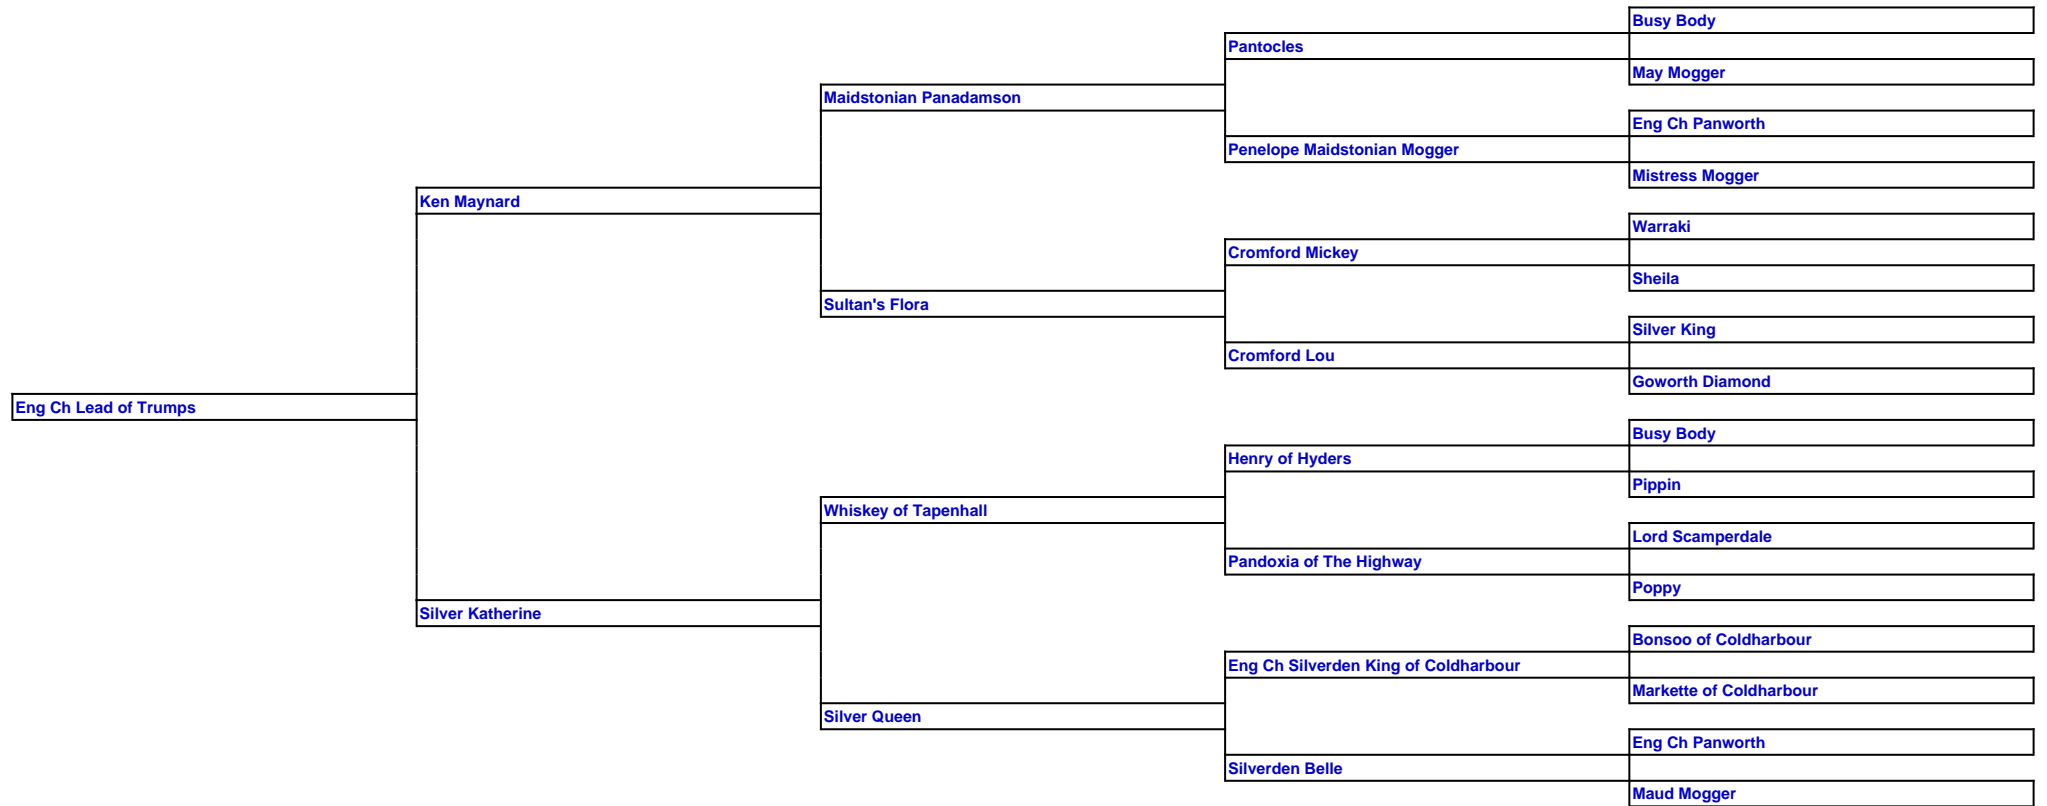 Busy Body
Pantocles
May Mogger
Maidstonian Panadamson
Eng Ch Panworth
Penelope Maidstonian Mogger
Mistress Mogger
Ken Maynard
Warraki
Cromford Mickey
Sheila
Sultan's Flora
Silver King
Cromford Lou
Goworth Diamond
Eng Ch Lead of Trumps
Busy Body
Henry of Hyders
Pippin
Whiskey of Tapenhall
Lord Scamperdale
Pandoxia of The Highway
Poppy
Silver Katherine
Bonsoo of Coldharbour
Eng Ch Silverden King of Coldharbour
Markette of Coldharbour
Silver Queen
Eng Ch Panworth
Silverden Belle
Maud Mogger